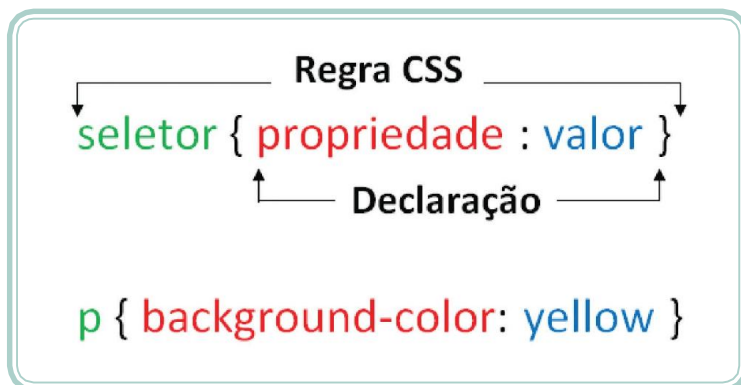 Regra CSS
seletor { propriedade : valor }
Declaração
p { background-color: yellow }